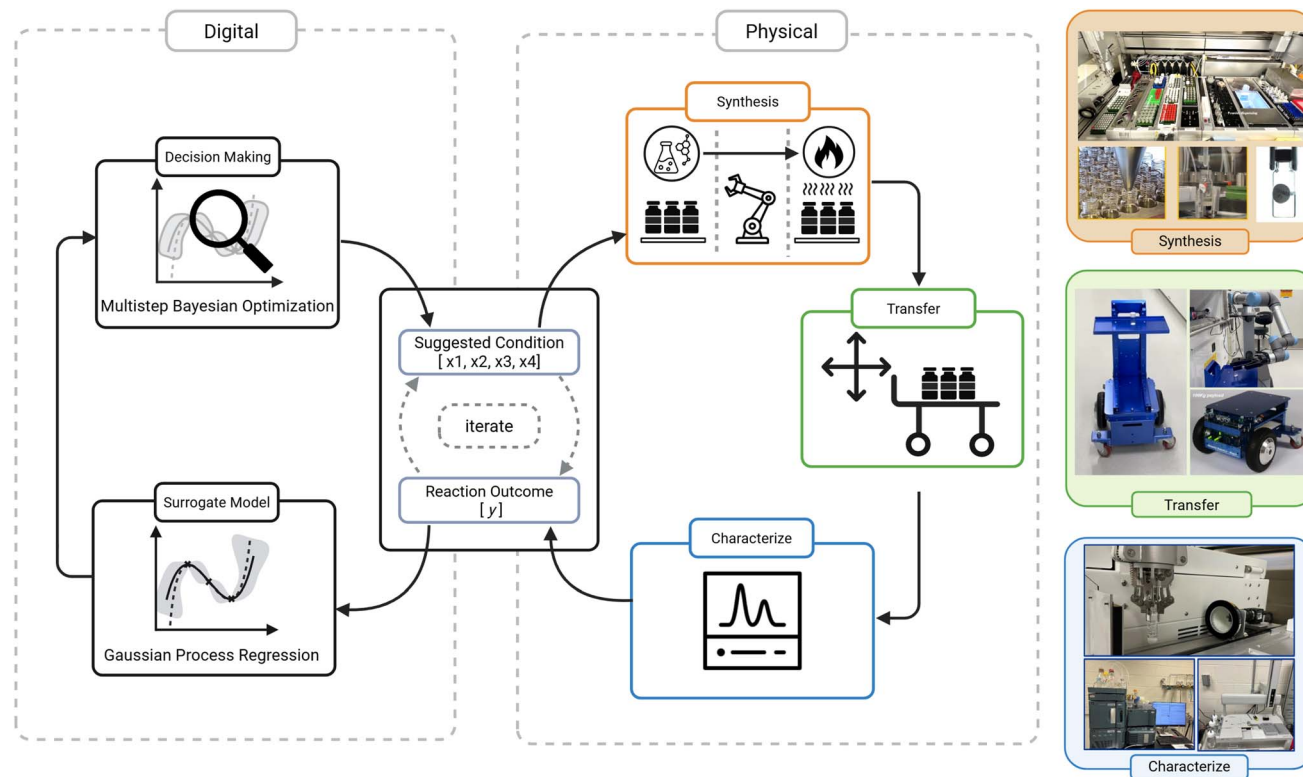 Digital
Physical
Decision Making
Multistep Bayesian Optimization
Suggested Condition
[ x1, x2, x3, x4]
iterate
Reaction Outcome
[ y ]
Surrogate Model
Gaussian Process Regression
Synthesis
Transfer
Characterize
Synthesis
Transfer
Characterize